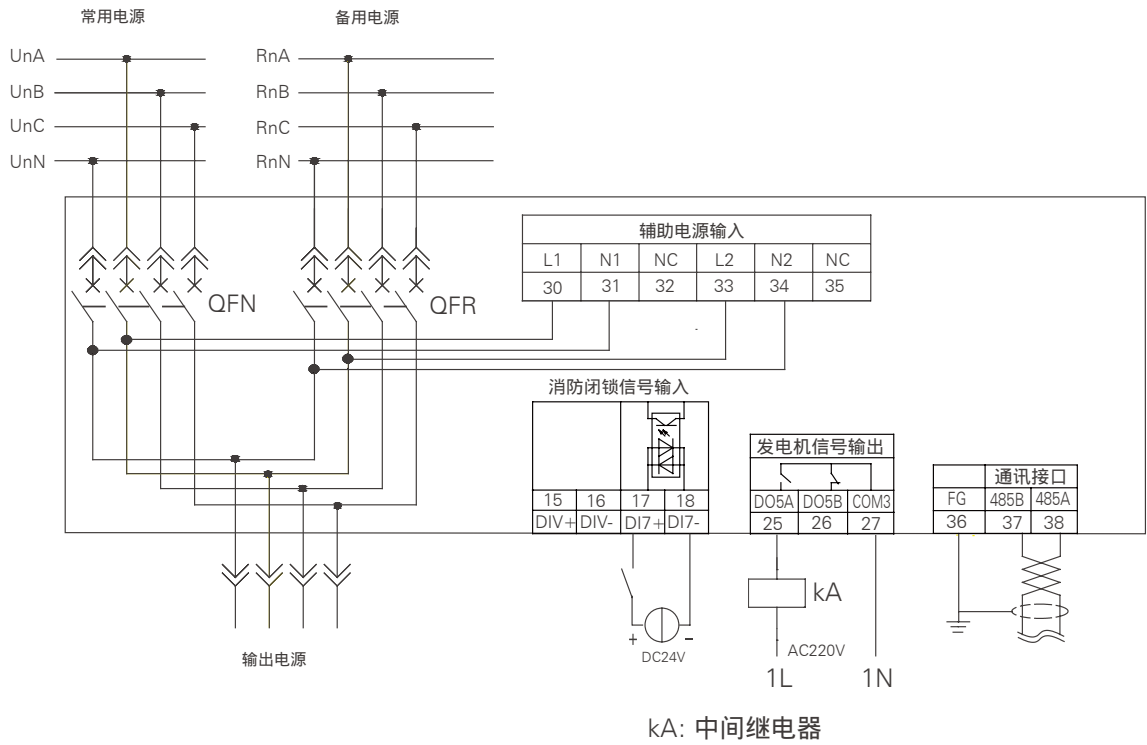 常用电源 备用电源
UnA RnA
UnB RnB
UnC RnC
UnN RnN
辅助电源输入
L1 N1 NC L2 N2 NC
30 31 32 33 34 35
QFN QFR
消防闭锁信号输入
发电机信号输出
通讯接口
15 16 17 18 DO5A DO5B COM3 FG 485B 485A
DIV+ DIV- DI7+ DI7- 25 26 27 36 37 38
kA
+ -
DC24V AC220V
输出电源
1L 1N
kA: 中间继电器